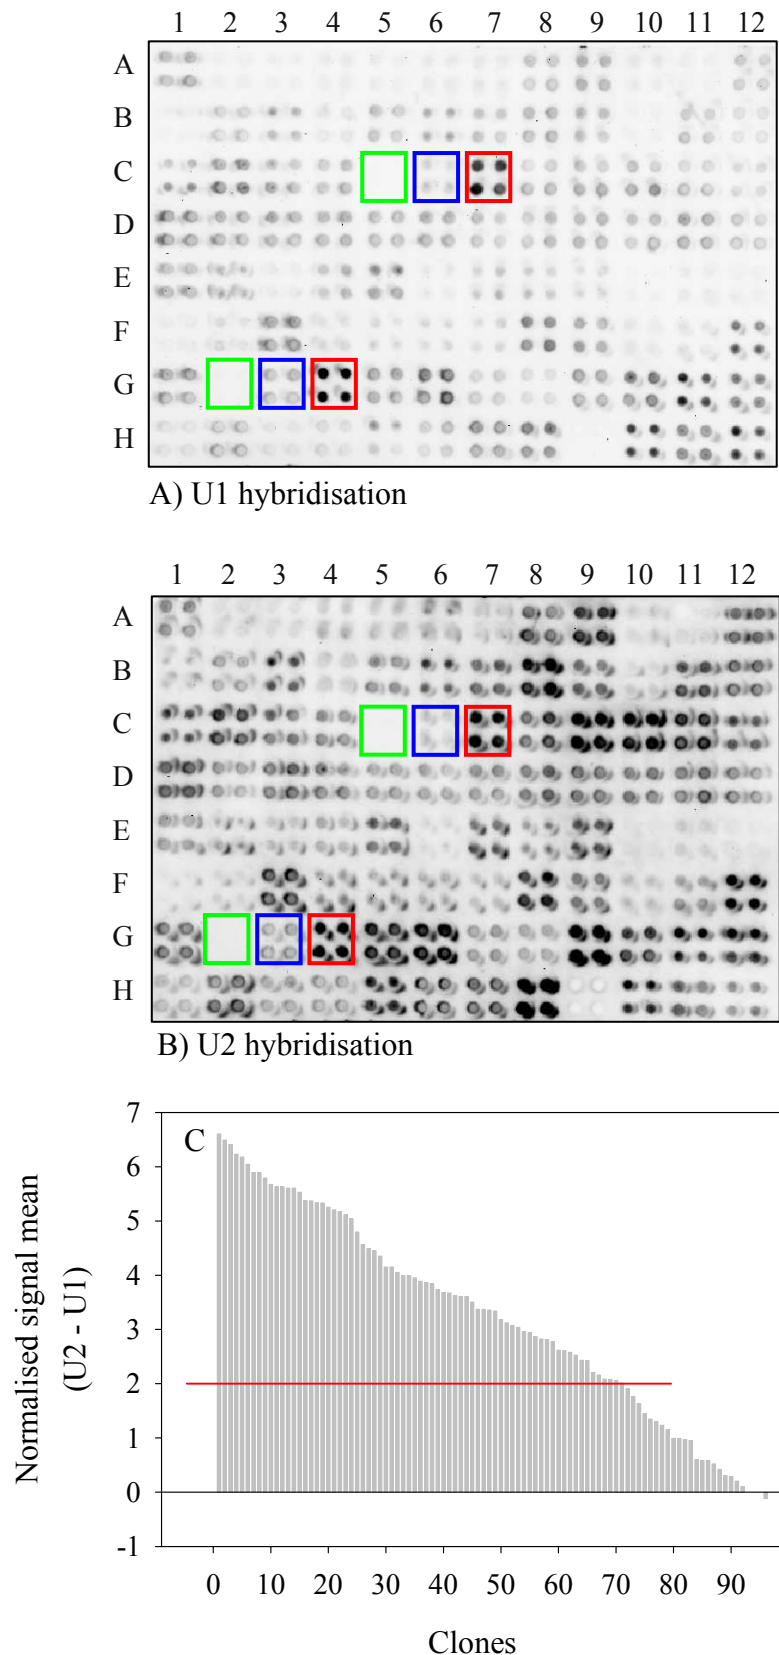 1 2 3 4 5 6 7 8 9 10 11 12
A
B
C
D
E
F
G
H
A) U1 hybridisation
1 2 3 4 5 6 7 8 9 10 11 12
A
B
C
D
E
F
G
H
B) U2 hybridisation
C
Normalised signal mean
(U2 - U1)
7
6
5
4
3
2
1
0
-1
0 10 20 30 40 50 60 70 80 90
Clones